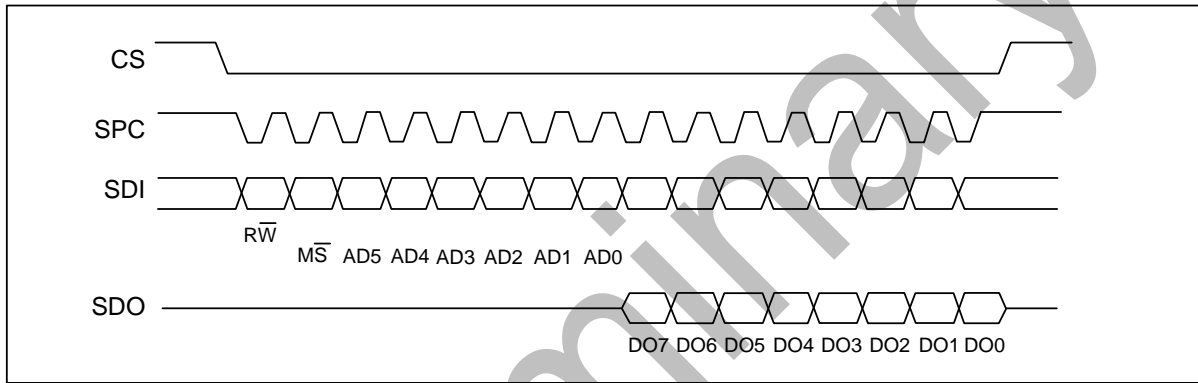 CS
SPC
SDI
RW̅
MS̅ AD5 AD4 AD3 AD2 AD1 AD0
SDO
DO7 DO6 DO5 DO4 DO3 DO2 DO1 DO0
minary